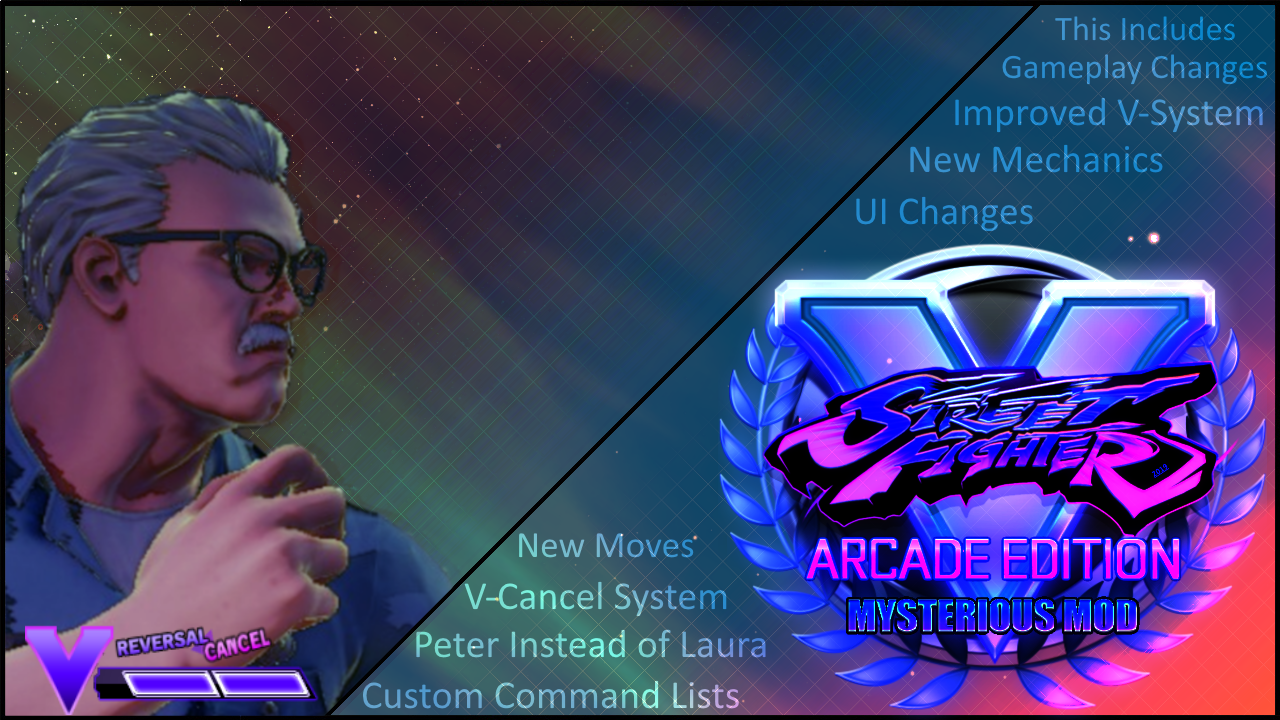 This Includes
Gameplay Changes
Improved V-System
New Mechanics
UI Changes
V
STREET
FIGHTER
ARCADE EDITION
MYSTERIOUS MOD
New Moves
V-Cancel System
Peter Instead of Laura
Custom Command Lists
V REVERSAL
CANCEL